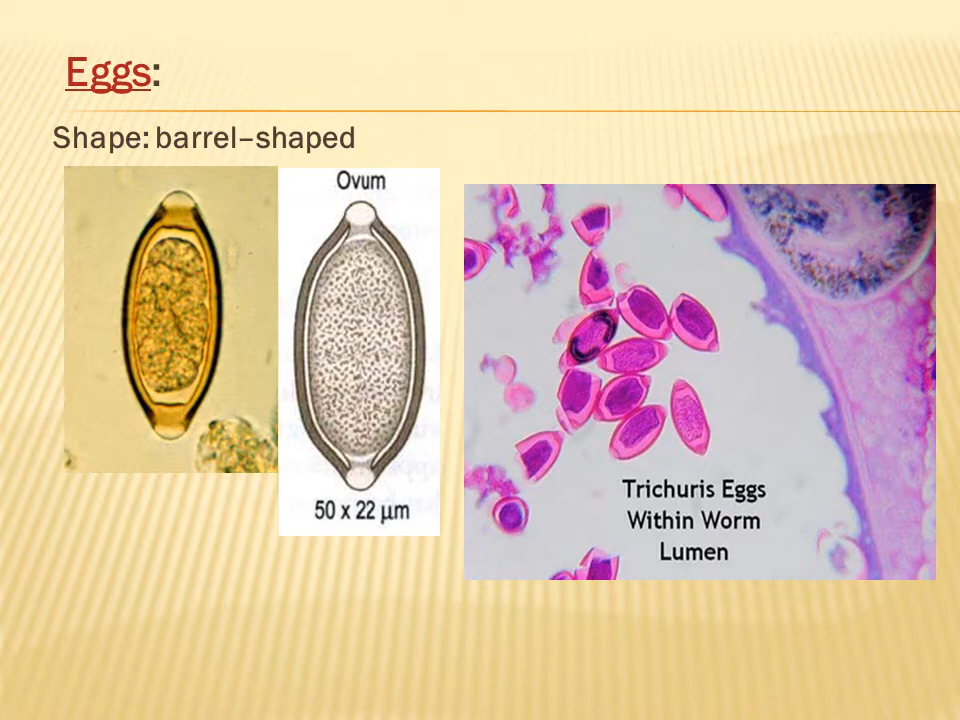 Eggs:
Shape: barrel–shaped
Ovum
50 x 22 µm
Trichuris Eggs
Within Worm
Lumen